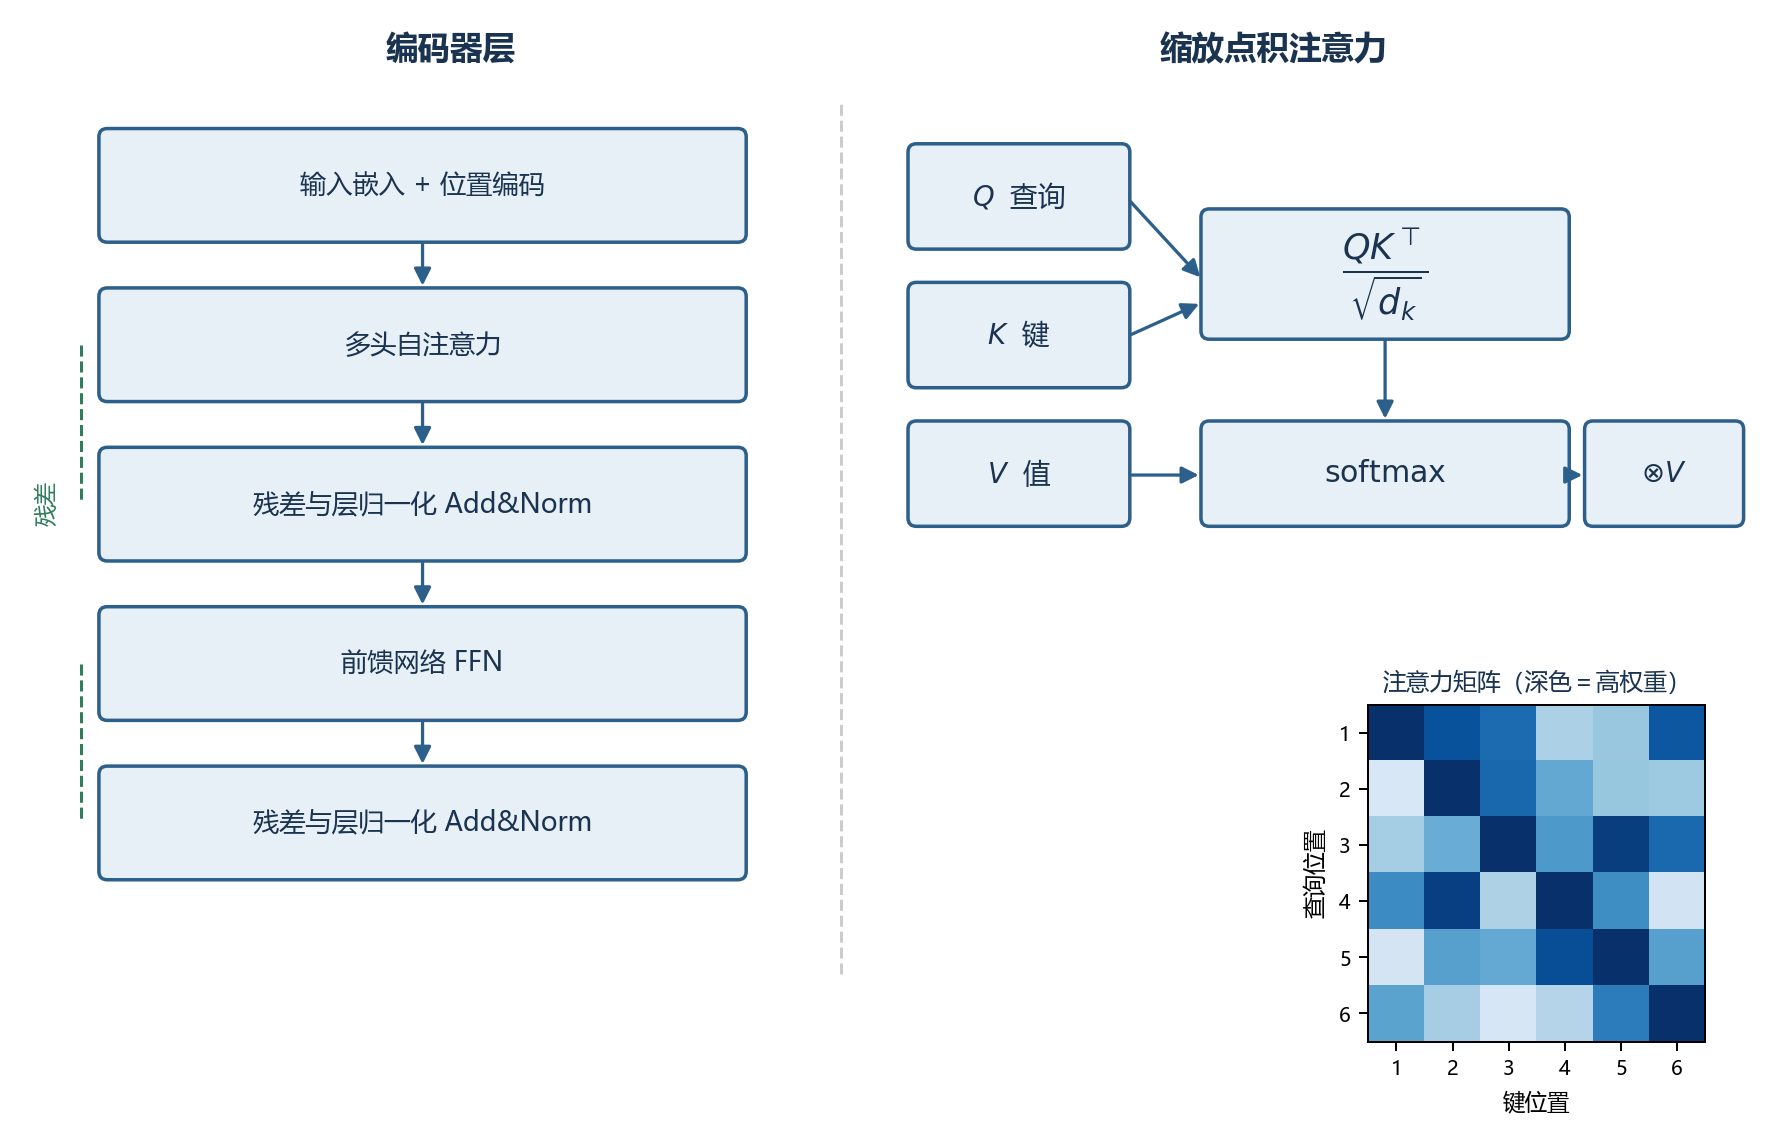 编码器层
输入嵌入 + 位置编码
多头自注意力
残差与层归一化 Add&Norm
前馈网络 FFN
残差与层归一化 Add&Norm
残差
缩放点积注意力
Q 查询
K 键
V 值
QK⊤
√dk
softmax
⊗V
注意力矩阵（深色 = 高权重）
查询位置
1
2
3
4
5
6
1 2 3 4 5 6
键位置